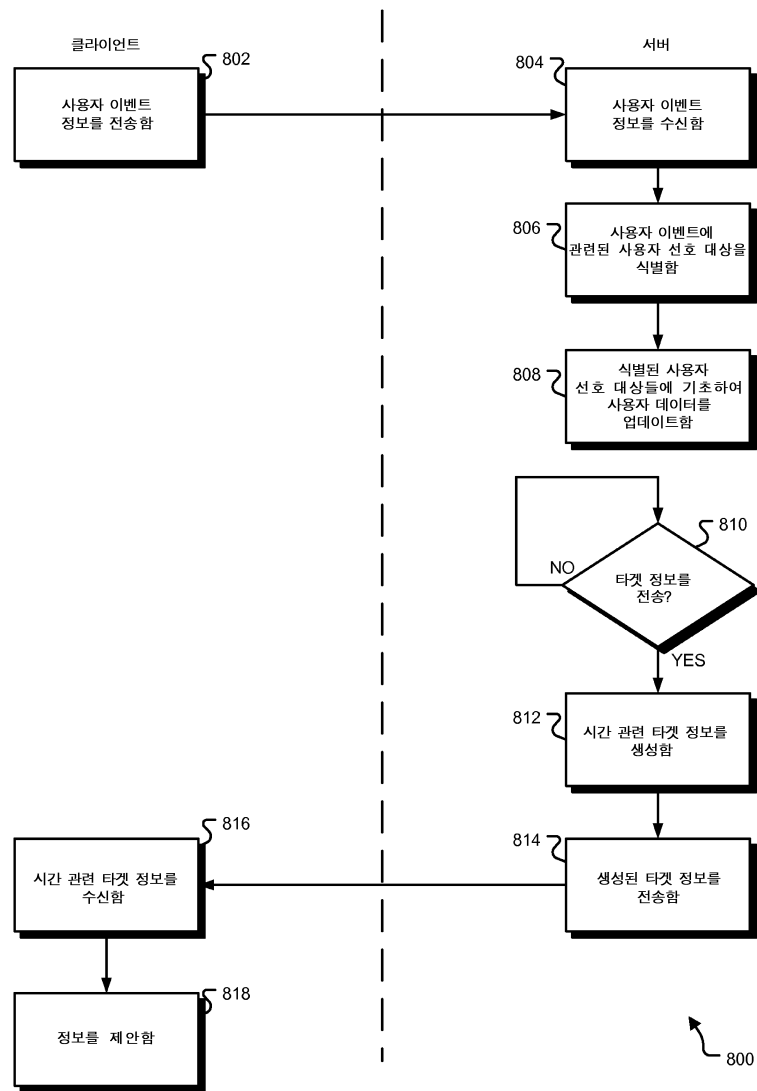 클라이언트
서버
802
804
사용자 이벤트
정보를 전송함
사용자 이벤트
정보를 수신함
806
사용자 이벤트에
관련된 사용자 선호 대상을
식별함
808
식별된 사용자
선호 대상들에 기초하여
사용자 데이터를
업데이트함
810
NO
타겟 정보를
전송?
YES
812
시간 관련 타겟 정보를
생성함
816
814
시간 관련 타겟 정보를
수신함
생성된 타겟 정보를
전송함
818
정보를 제안함
800